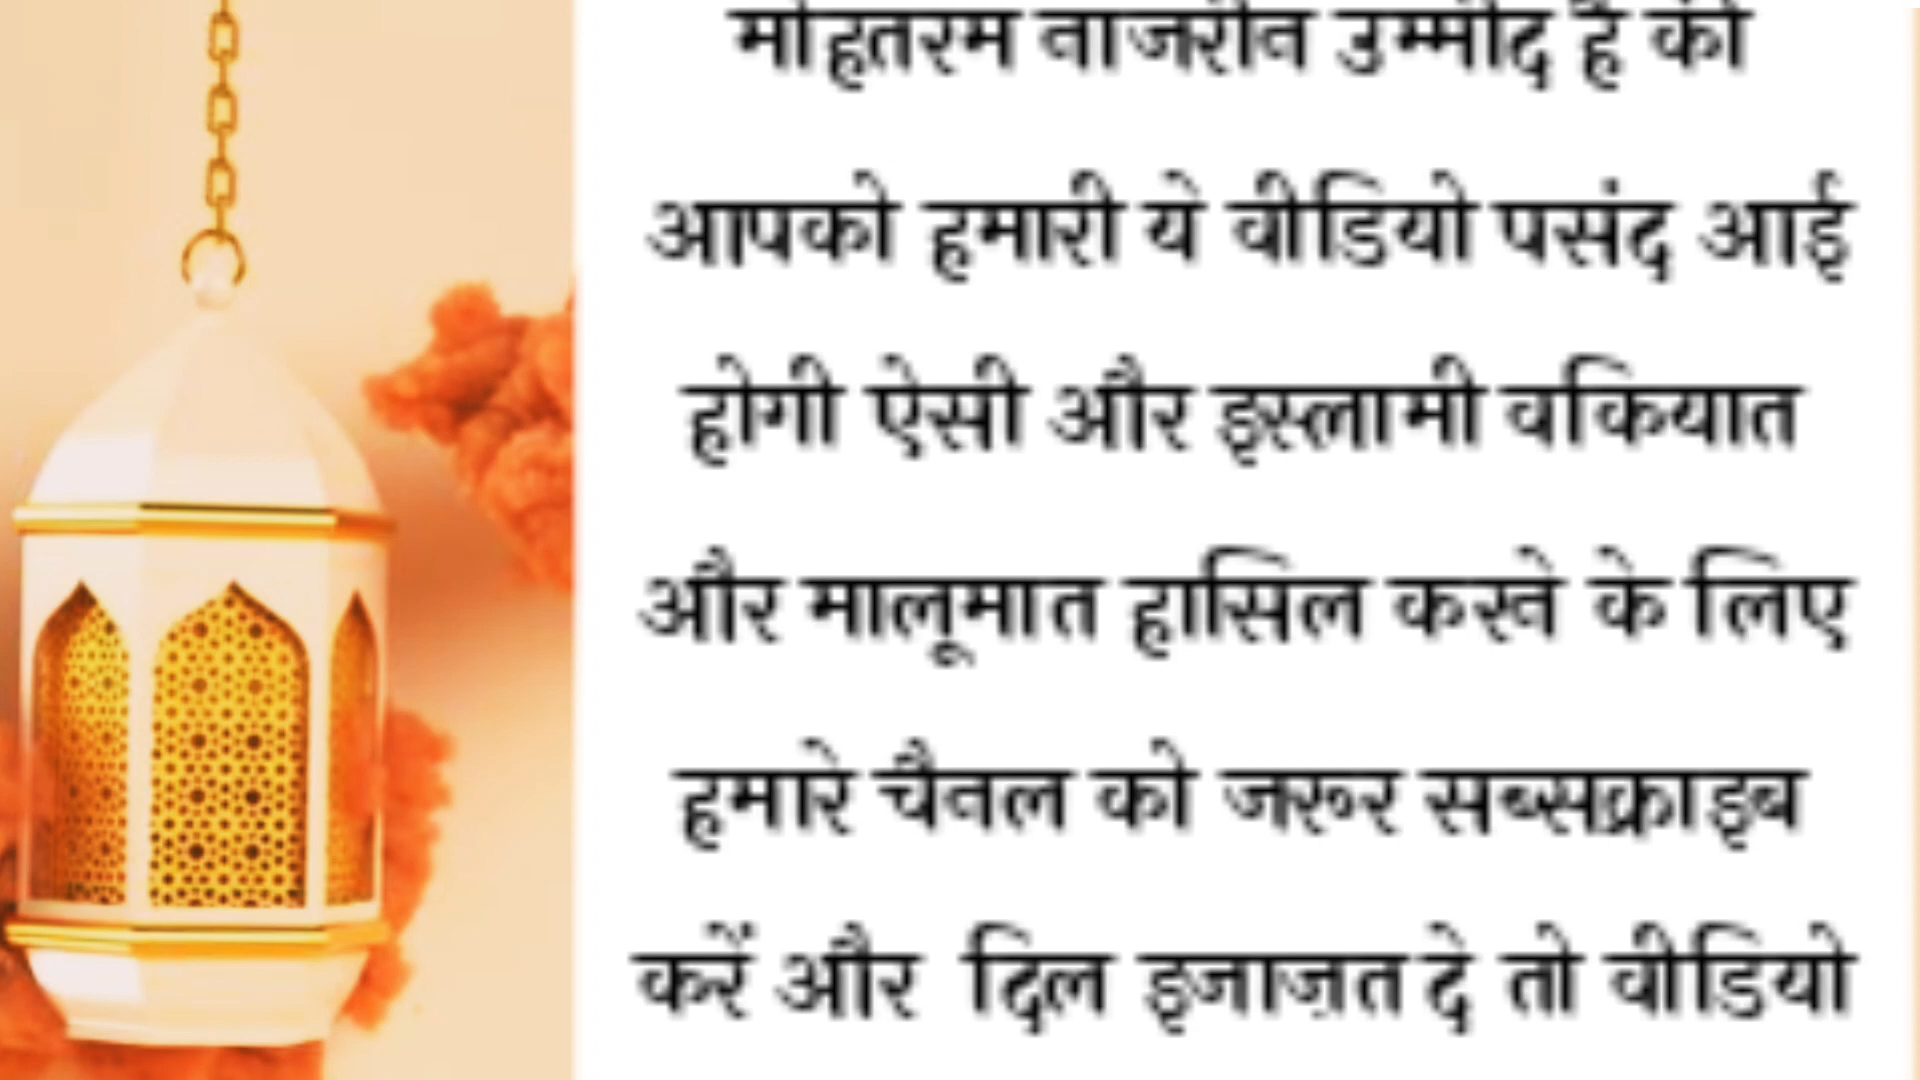 मोहतरम नाजरीन उम्मीद है की
आपको हमारी ये वीडियो पसंद आई
होगी ऐसी और इस्लामी वकियात
और मालूमात हासिल करने के लिए
हमारे चैनल को जरूर सब्सक्राइब
करें और दिल इजाज़त दे तो वीडियो